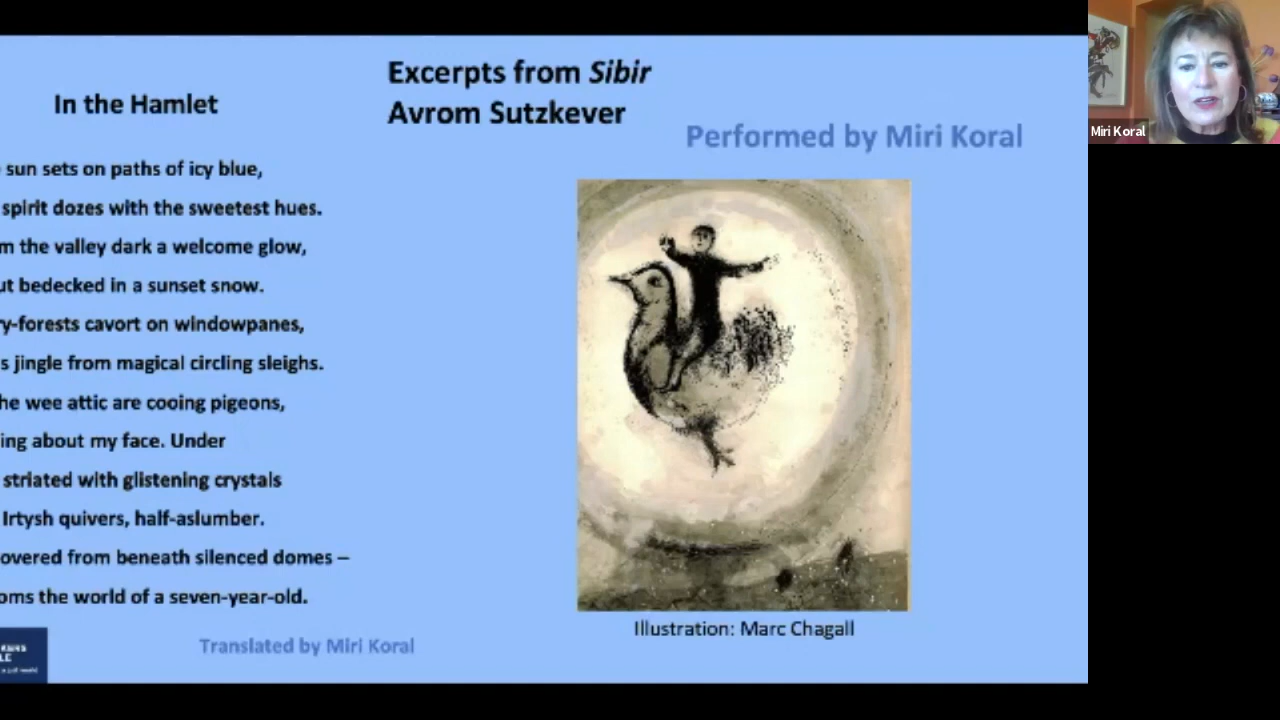 In the Hamlet
sun sets on paths of icy blue,
spirit dozes with the sweetest hues.
m the valley dark a welcome glow,
ut bedecked in a sunset snow.
ry-forests cavort on windowpanes,
s jingle from magical circling sleighs.
he wee attic are cooing pigeons,
ing about my face. Under
striated with glistening crystals
Irtysh quivers, half-aslumber.
overed from beneath silenced domes –
oms the world of a seven-year-old.
Translated by Miri Koral
Excerpts from Sibir
Avrom Sutzkever
Performed by Miri Koral
Illustration: Marc Chagall
Miri Koral